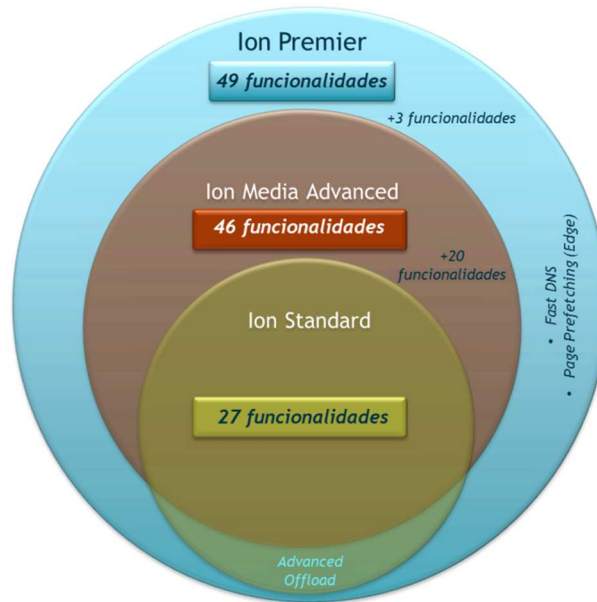 Ion Premier
49 funcionalidades
+3 funcionalidades
Ion Media Advanced
46 funcionalidades
+20
funcionalidades
• Fast DNS
• Page Prefetching (Edge)
Ion Standard
27 funcionalidades
Advanced
Offload